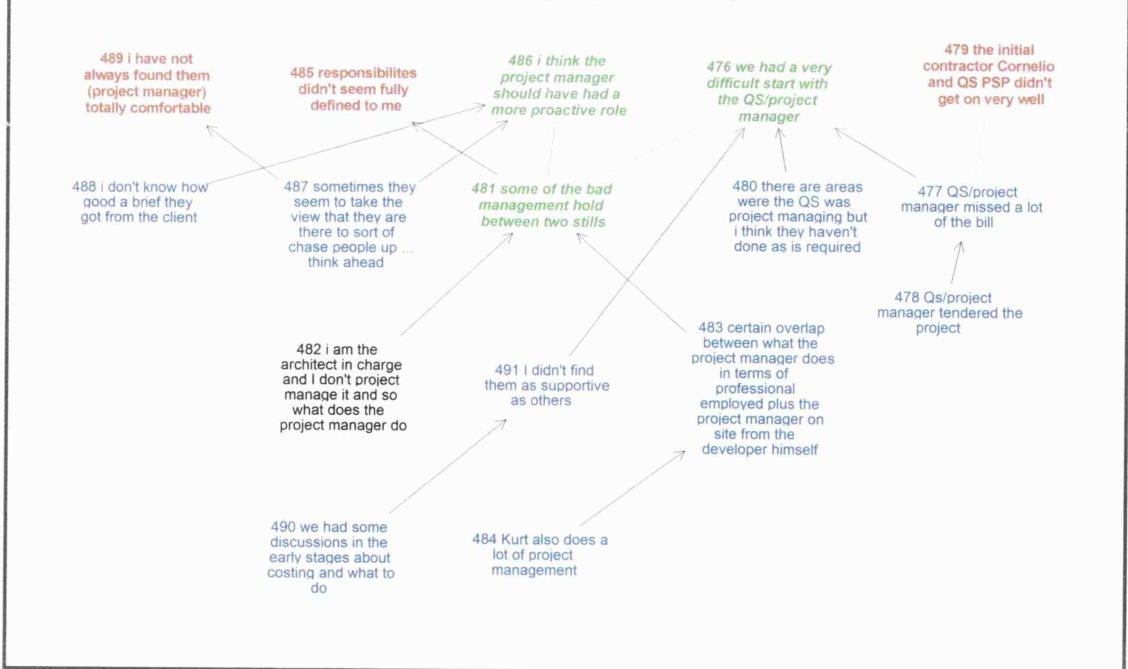 489 i have not
always found them
(project manager)
totally comfortable
485 responsibilites
didn't seem fully
defined to me
486 i think the
project manager
should have had a
more proactive role
476 we had a very
difficult start with
the QS/project
manager
479 the initial
contractor Cornelio
and QS PSP didn't
get on very well
488 i don't know how
good a brief they
got from the client
487 sometimes they
seem to take the
view that they are
there to sort of
chase people up ...
think ahead
481 some of the bad
management hold
between two stills
480 there are areas
were the QS was
project managing but
i think they haven't
done as is required
477 QS/project
manager missed a lot
of the bill
478 Qs/project
manager tendered the
project
482 i am the
architect in charge
and I don't project
manage it and so
what does the
project manager do
491 I didn't find
them as supportive
as others
483 certain overlap
between what the
project manager does
in terms of
professional
employed plus the
project manager on
site from the
developer himself
490 we had some
discussions in the
early stages about
costing and what to
do
484 Kurt also does a
lot of project
management